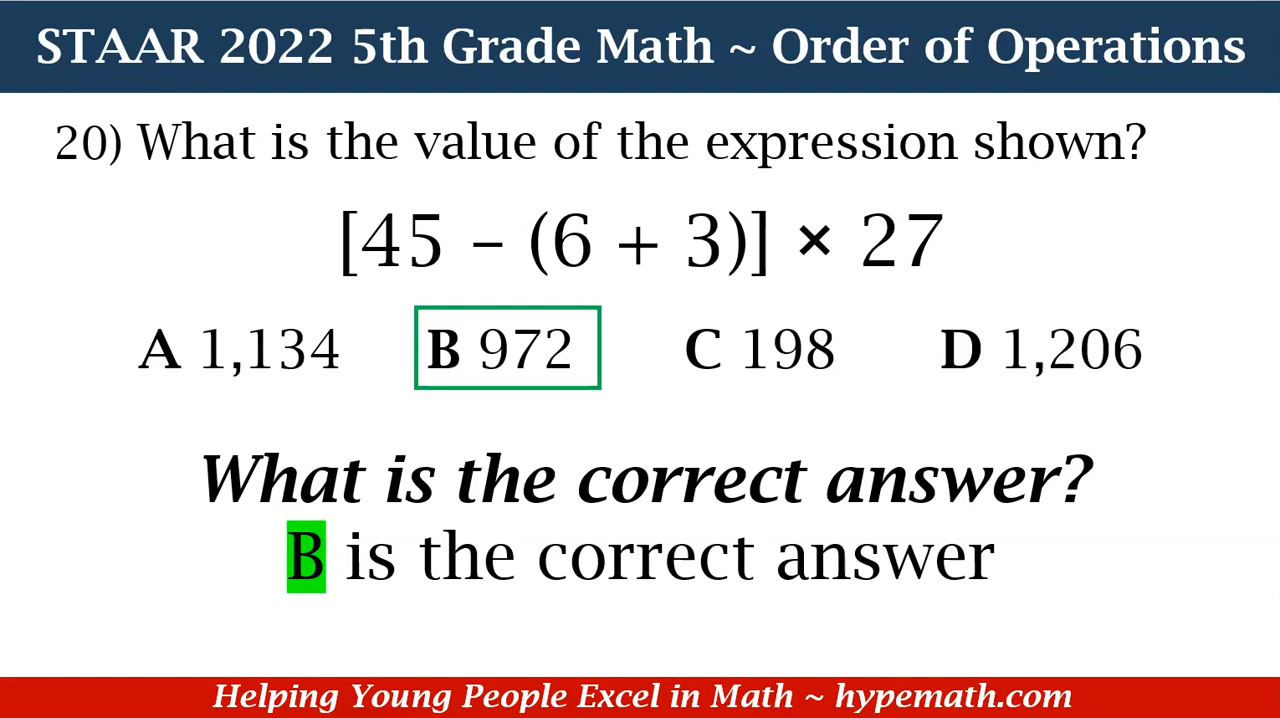 STAAR 2022 5th Grade Math ~ Order of Operations
20) What is the value of the expression shown?
[45 – (6 + 3)] × 27
A 1,134 B 972 C 198 D 1,206
What is the correct answer?
B is the correct answer
Helping Young People Excel in Math ~ hypemath.com